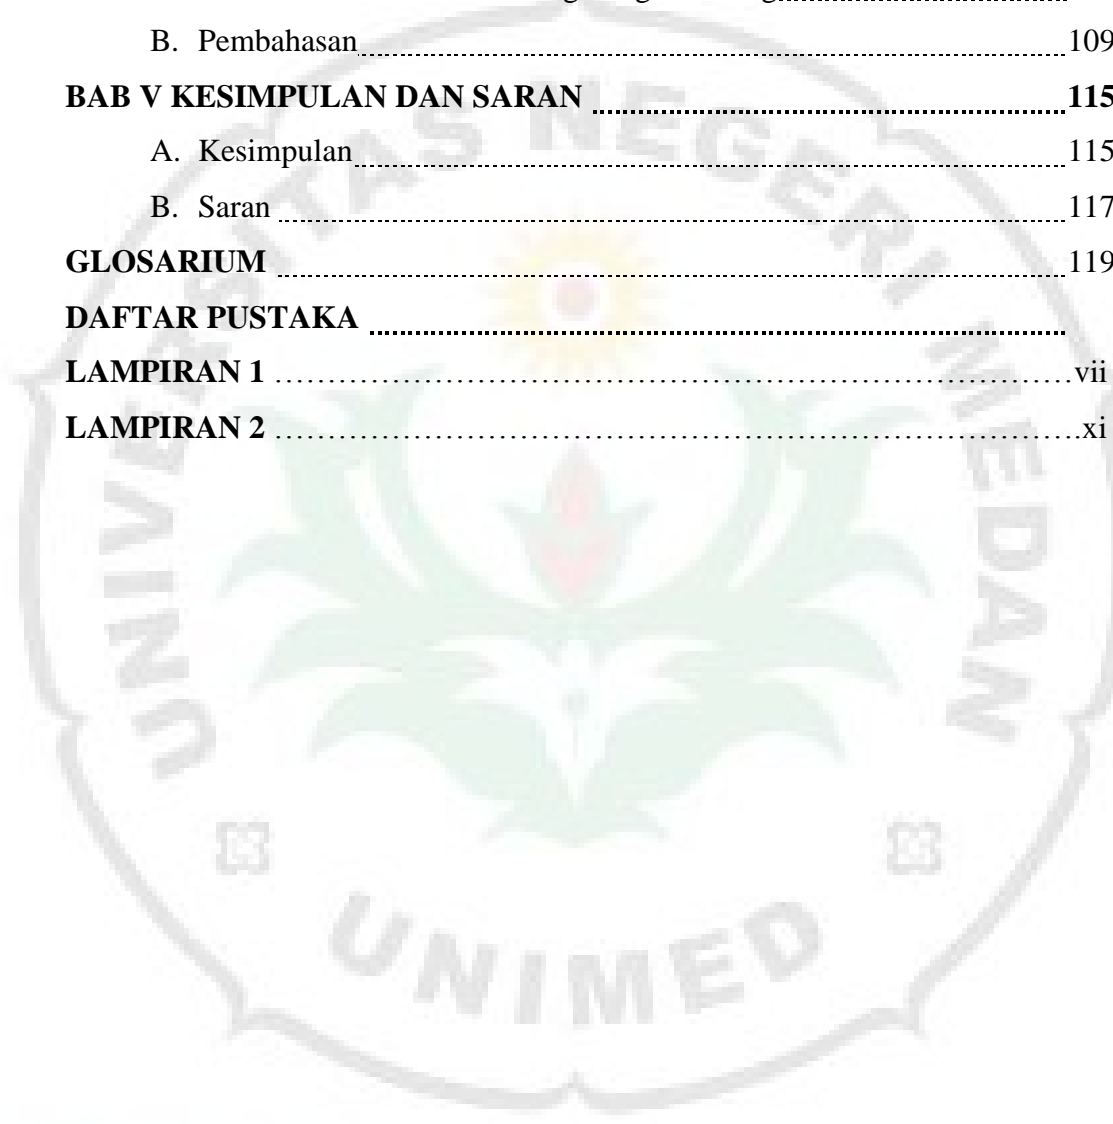 B. Pembahasan 109
BAB V KESIMPULAN DAN SARAN 115
A. Kesimpulan 115
B. Saran 117
GLOSARIUM 119
DAFTAR PUSTAKA
LAMPIRAN 1 vii
LAMPIRAN 2 xi
UNIVERSITAS NEGERI MEDAN
UNIMED